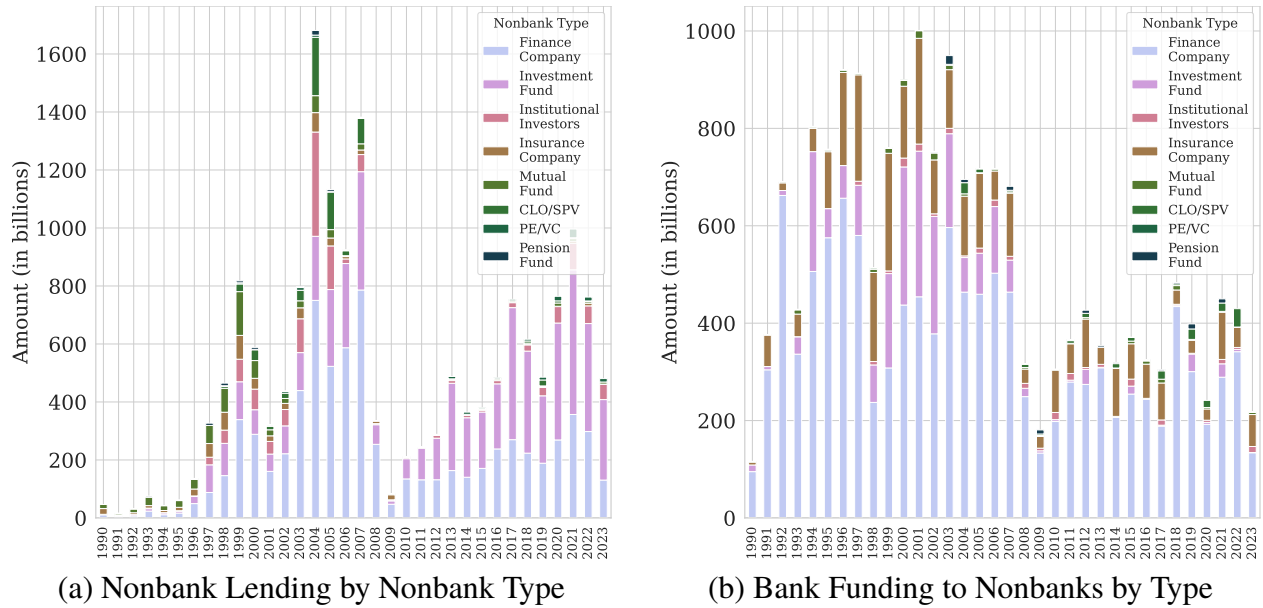 Amount (in billions)
1600
1400
1200
1000
800
600
400
200
0
Nonbank Type
Finance
Company
Investment
Fund
Institutional
Investors
Insurance
Company
Mutual
Fund
CLO/SPV
PE/VC
Pension
Fund
1990 1991 1992 1993 1994 1995 1996 1997 1998 1999 2000 2001 2002 2003 2004 2005 2006 2007 2008 2009 2010 2011 2012 2013 2014 2015 2016 2017 2018 2019 2020 2021 2022 2023
(a) Nonbank Lending by Nonbank Type
Amount (in billions)
1000
800
600
400
200
0
Nonbank Type
Finance
Company
Investment
Fund
Institutional
Investors
Insurance
Company
Mutual
Fund
CLO/SPV
PE/VC
Pension
Fund
1990 1991 1992 1993 1994 1995 1996 1997 1998 1999 2000 2001 2002 2003 2004 2005 2006 2007 2008 2009 2010 2011 2012 2013 2014 2015 2016 2017 2018 2019 2020 2021 2022 2023
(b) Bank Funding to Nonbanks by Type